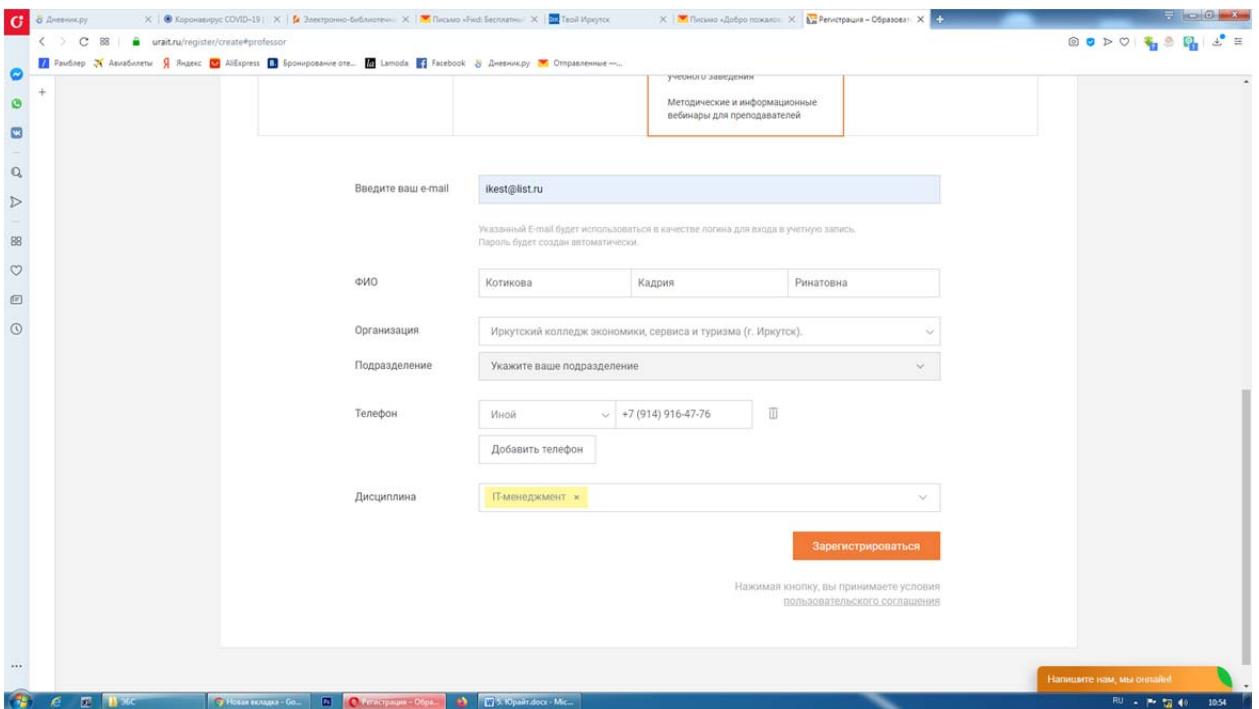 Дневник.ру
Коронавирус COVID-19 |
Электронно-библиотечн
Письмо «Fwd: Бесплатны
Твой Иркутск
Письмо «Добро пожалов
Регистрация – Образоват
urait.ru/register/create#professor
Рамблер
Авиабилеты
Яндекс
AliExpress
Бронирование оте...
Lamoda
Facebook
Дневник.ру
Отправленные —...
учебного заведения
Методические и информационные
вебинары для преподавателей
Введите ваш e-mail
ikest@list.ru
Указанный E-mail будет использоваться в качестве логина для входа в учетную запись.
Пароль будет создан автоматически.
ФИО
Котикова
Кадрия
Ринатовна
Организация
Иркутский колледж экономики, сервиса и туризма (г. Иркутск).
Подразделение
Укажите ваше подразделение
Телефон
Иной
+7 (914) 916-47-76
Добавить телефон
Дисциплина
IT-менеджмент ×
Зарегистрироваться
Нажимая кнопку, вы принимаете условия
пользовательского соглашения
Напишите нам, мы онлайн!
ЭБС
Новая вкладка - Go...
Регистрация – Обра...
5. Юрайт.docx - Mic...
RU
10:54